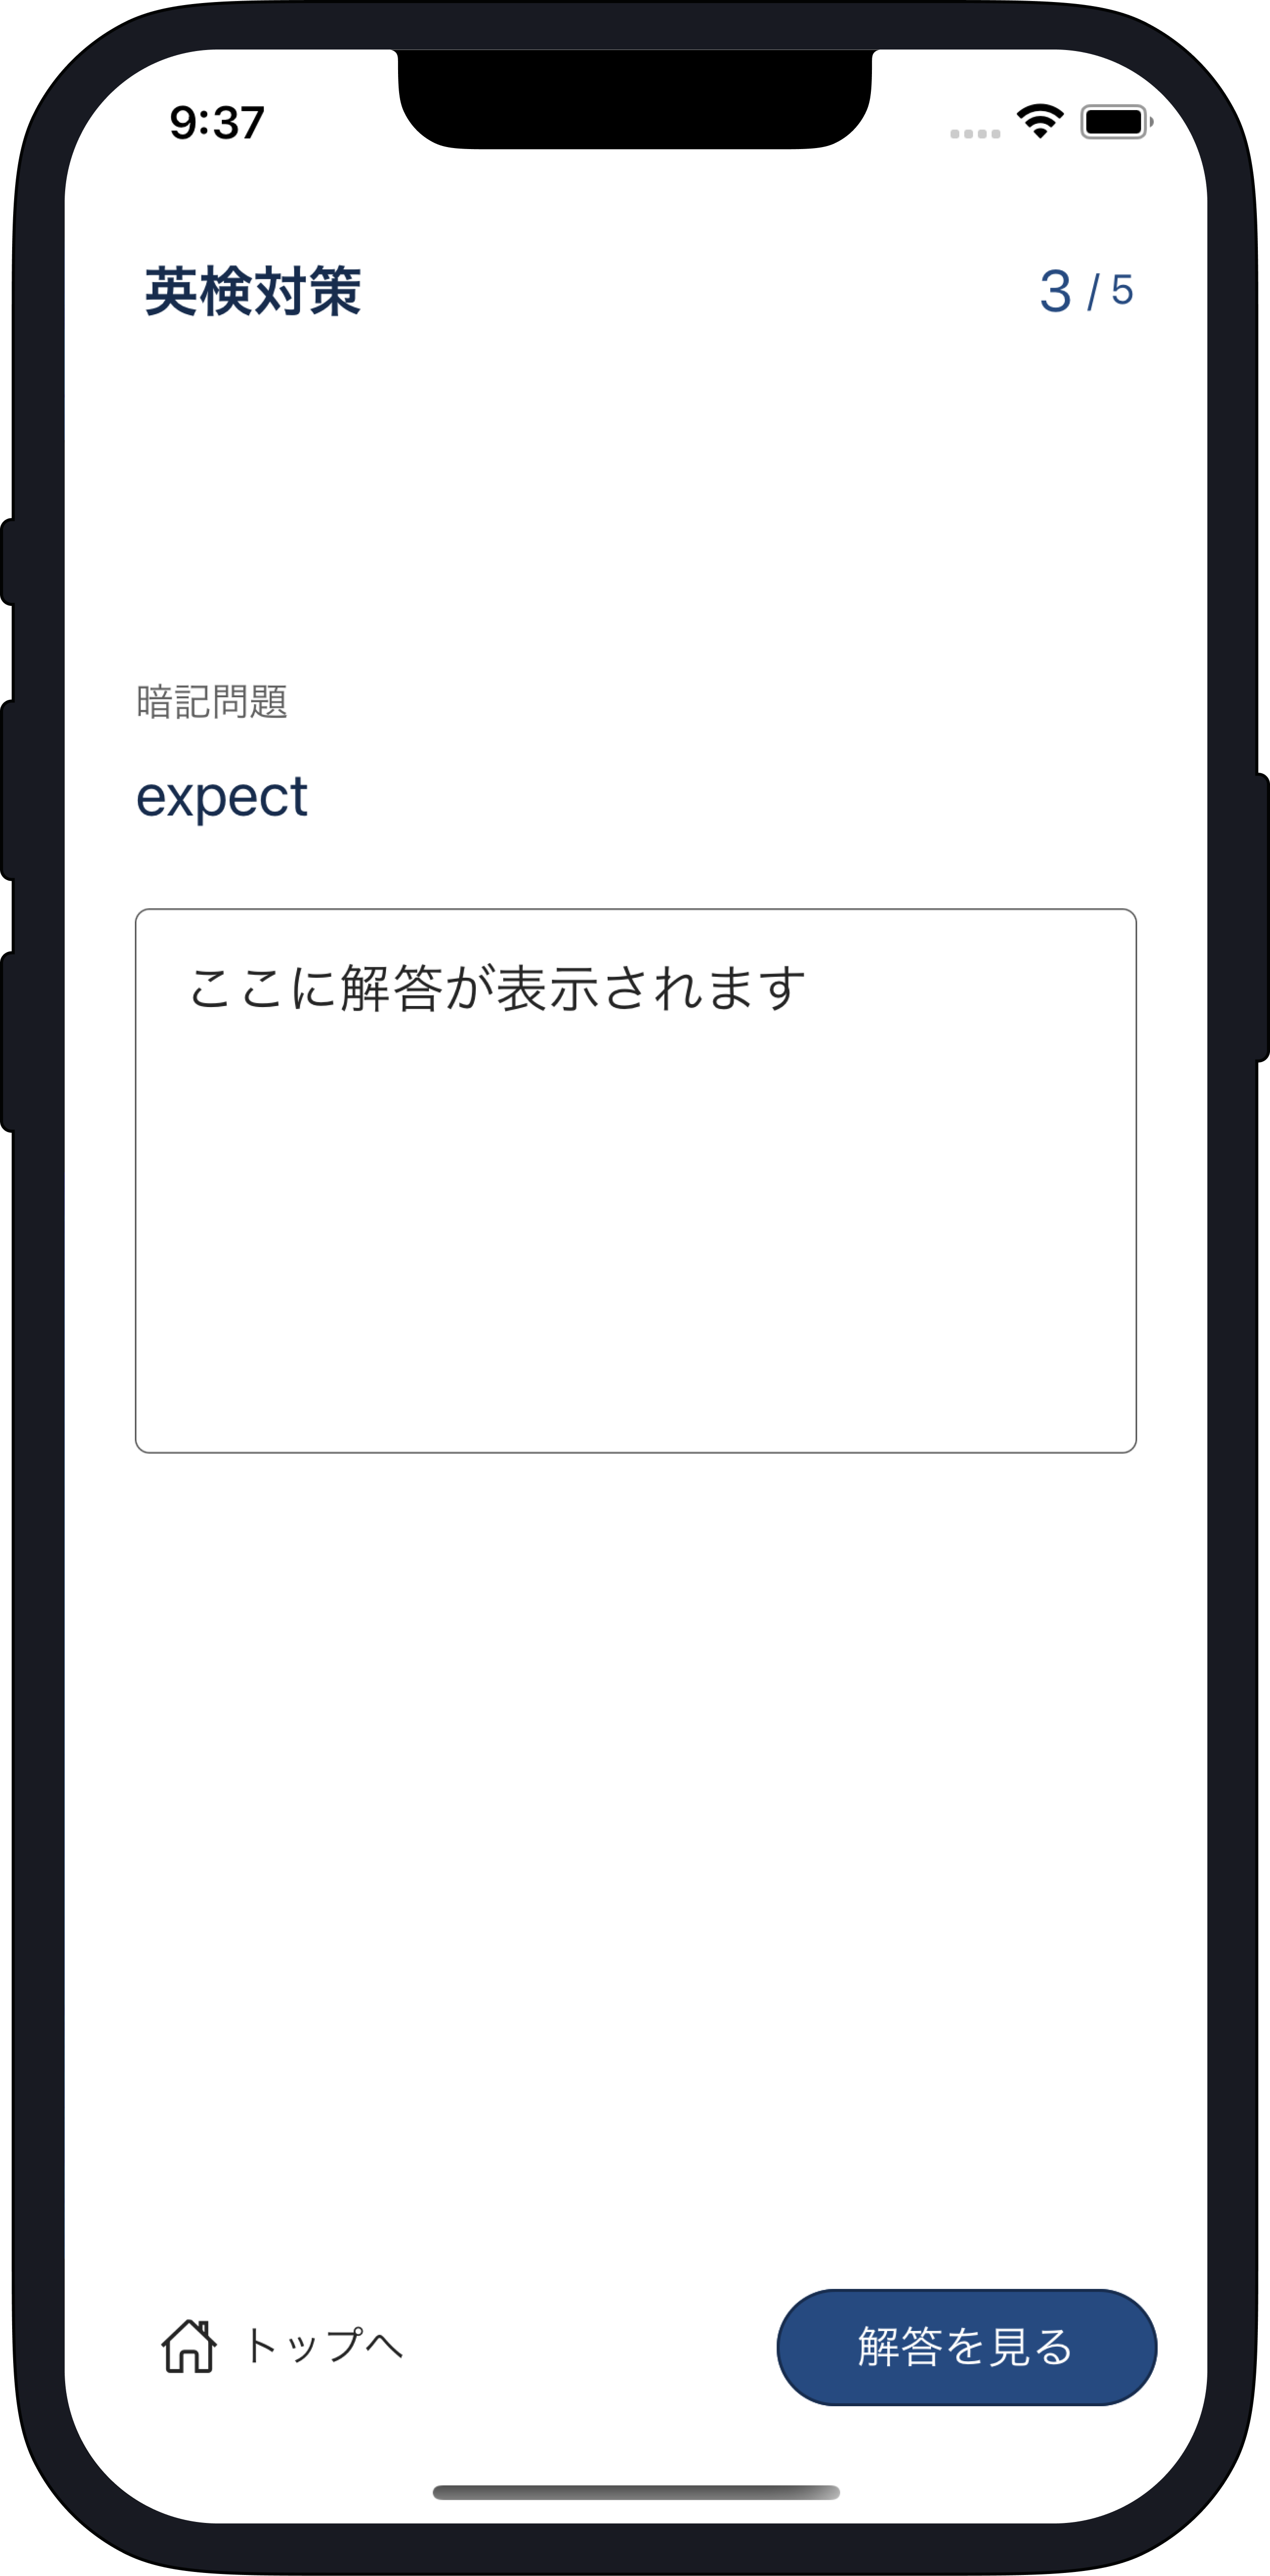 9:37
英検対策
3 / 5
暗記問題
expect
ここに解答が表示されます
トップへ
解答を見る